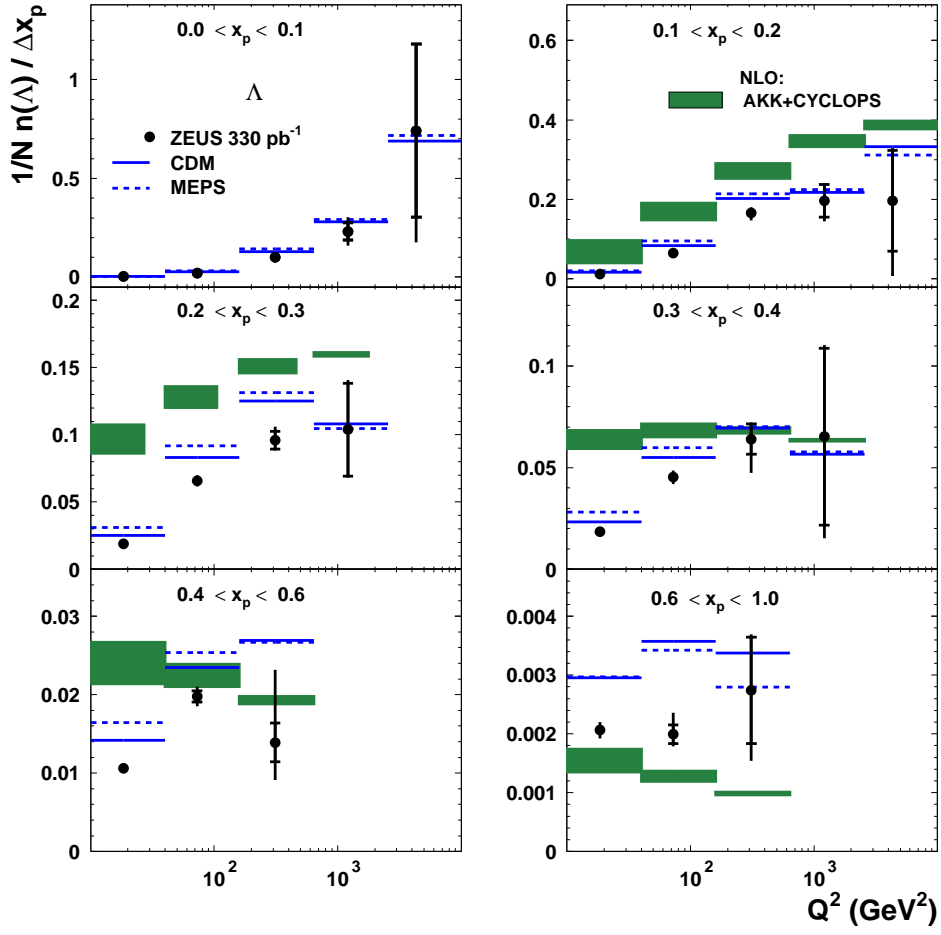 1/N n(Λ) / Δx_p
0.0 < x_p < 0.1
Λ
ZEUS 330 pb⁻¹
CDM
MEPS
1
0.5
0
0.1 < x_p < 0.2
NLO:
AKK+CYCLOPS
0.6
0.4
0.2
0
0.2 < x_p < 0.3
0.2
0.15
0.1
0.05
0
0.3 < x_p < 0.4
0.1
0.05
0
0.4 < x_p < 0.6
0.03
0.02
0.01
0
10² 10³
0.6 < x_p < 1.0
0.004
0.003
0.002
0.001
0
10² 10³
Q² (GeV²)